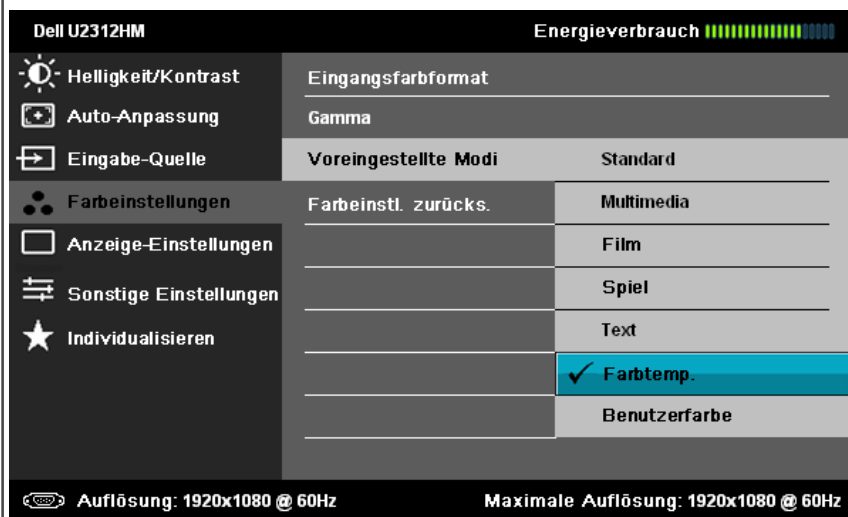 Dell U2312HM
Energieverbrauch
Helligkeit/Kontrast
Auto-Anpassung
Eingabe-Quelle
Farbeinstellungen
Anzeige-Einstellungen
Sonstige Einstellungen
Individualisieren
Eingangsfarbformat
Gamma
Voreingestellte Modi
Farbeinstl. zurücks.
Standard
Multimedia
Film
Spiel
Text
Farbtemp.
Benutzerfarbe
Auflösung: 1920x1080 @ 60Hz
Maximale Auflösung: 1920x1080 @ 60Hz